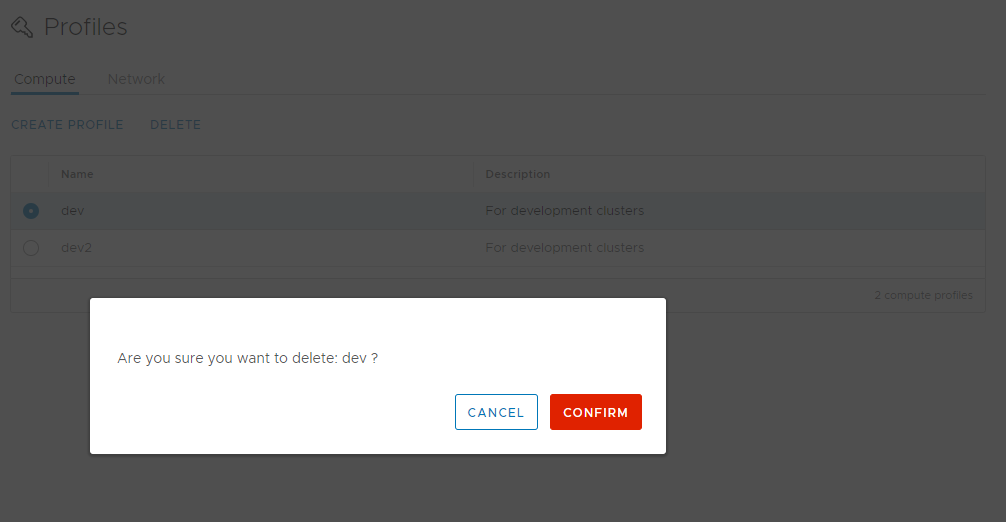 Profiles
Compute Network
CREATE PROFILE DELETE
Name Description
dev For development clusters
dev2 For development clusters
2 compute profiles
Are you sure you want to delete: dev ?
CANCEL CONFIRM